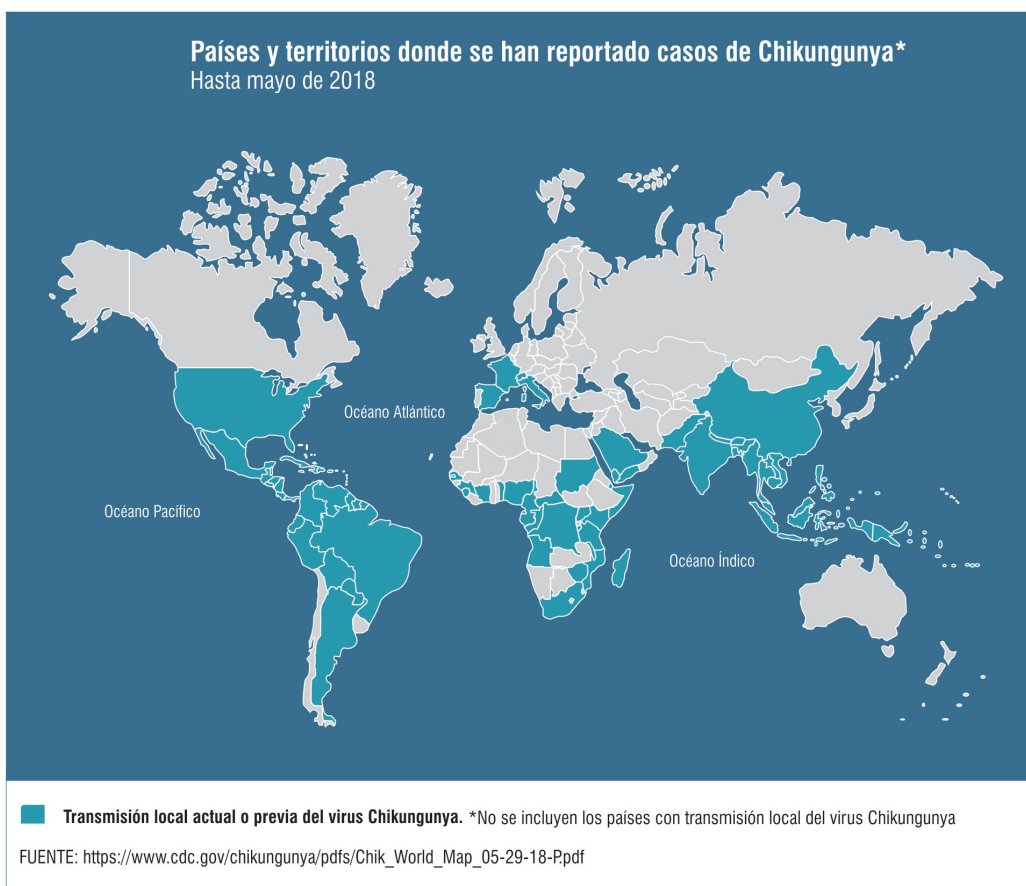 Países y territorios donde se han reportado casos de Chikungunya*
Hasta mayo de 2018
Océano Atlántico
Océano Pacífico
Océano Índico
Transmisión local actual o previa del virus Chikungunya. *No se incluyen los países con transmisión local del virus Chikungunya
FUENTE: https://www.cdc.gov/chikungunya/pdfs/Chik_World_Map_05-29-18-P.pdf